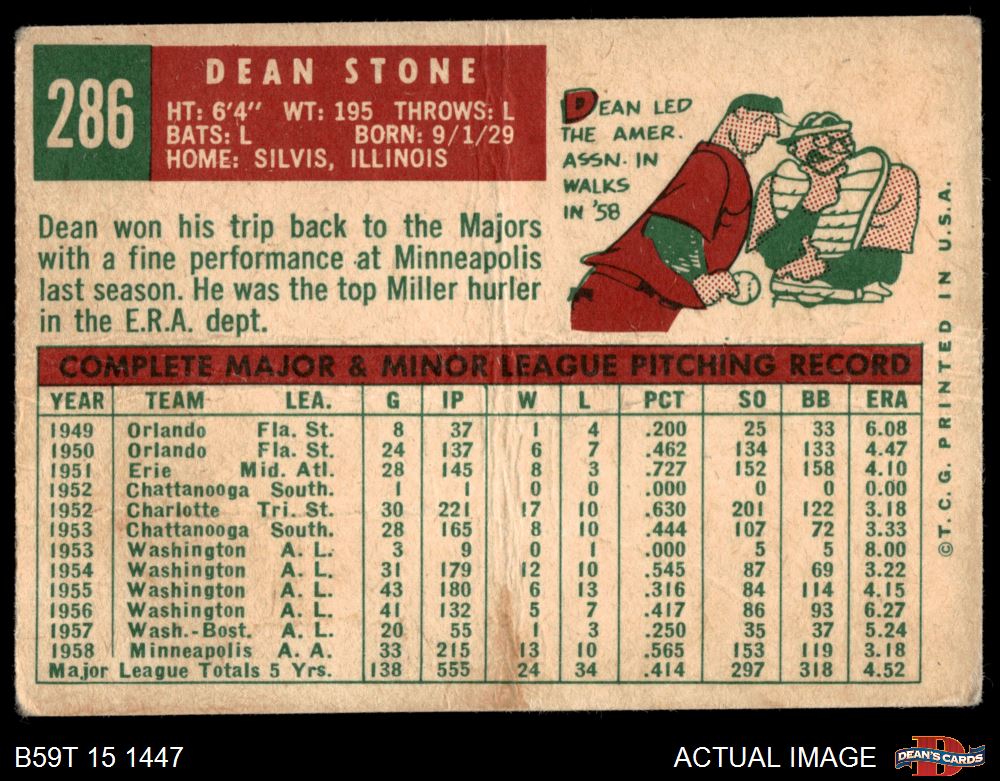 286
DEAN STONE
HT: 6'4" WT: 195 THROWS: L
BATS: L BORN: 9/1/29
HOME: SILVIS, ILLINOIS
DEAN LED
THE AMER.
ASSN. IN
WALKS
IN '58
Dean won his trip back to the Majors
with a fine performance at Minneapolis
last season. He was the top Miller hurler
in the E.R.A. dept.
COMPLETE MAJOR & MINOR LEAGUE PITCHING RECORD
YEAR TEAM LEA. G IP W L PCT SO BB ERA
1949 Orlando Fla. St. 8 37 1 4 .200 25 33 6.08
1950 Orlando Fla. St. 24 137 6 7 .462 134 133 4.47
1951 Erie Mid. Atl. 28 145 8 3 .727 152 158 4.10
1952 Chattanooga South. 1 1 0 0 .000 0 0 0.00
1952 Charlotte Tri. St. 30 221 17 10 .630 201 122 3.18
1953 Chattanooga South. 28 165 8 10 .444 107 72 3.33
1953 Washington A. L. 3 9 0 1 .000 5 5 8.00
1954 Washington A. L. 31 179 12 10 .545 87 69 3.22
1955 Washington A. L. 43 180 6 13 .316 84 114 4.15
1956 Washington A. L. 41 132 5 7 .417 86 93 6.27
1957 Wash.-Bost. A. L. 20 55 1 3 .250 35 37 5.24
1958 Minneapolis A. A. 33 215 13 10 .565 153 119 3.18
Major League Totals 5 Yrs. 138 555 24 34 .414 297 318 4.52
©T. C. G. PRINTED IN U.S.A.
B59T 15 1447
ACTUAL IMAGE
D
DEAN'S CARDS